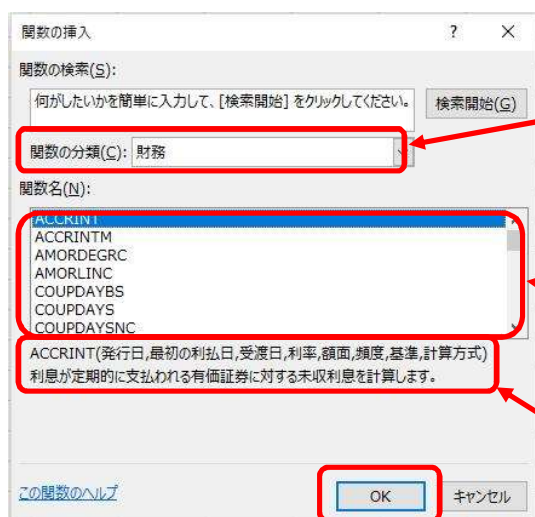 関数の挿入 ? ×
関数の検索(S):
何がしたいかを簡単に入力して、[検索開始] をクリックしてください。 検索開始(G)
関数の分類(C): 財務
関数名(N):
ACCRINT
ACCRINTM
AMORDEGRC
AMORLINC
COUPDAYBS
COUPDAYS
COUPDAYSNC
ACCRINT(発行日,最初の利払日,受渡日,利率,額面,頻度,基準,計算方式)
利息が定期的に支払われる有価証券に対する未収利息を計算します。
この関数のヘルプ OK キャンセル